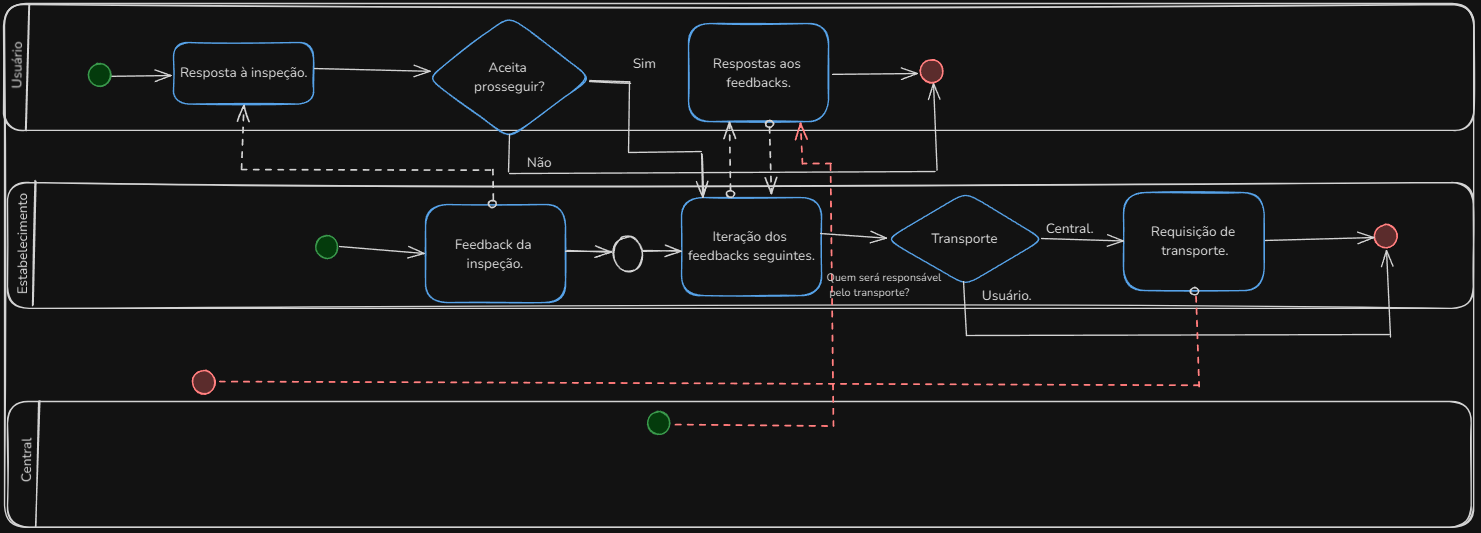 Usuário
Resposta à inspeção.
Aceita
prosseguir?
Sim
Não
Respostas aos
feedbacks.
Estabelecimento
Feedback da
inspeção.
Iteração dos
feedbacks seguintes.
Transporte
Quem será responsável
pelo transporte?
Central.
Usuário.
Requisição de
transporte.
Central